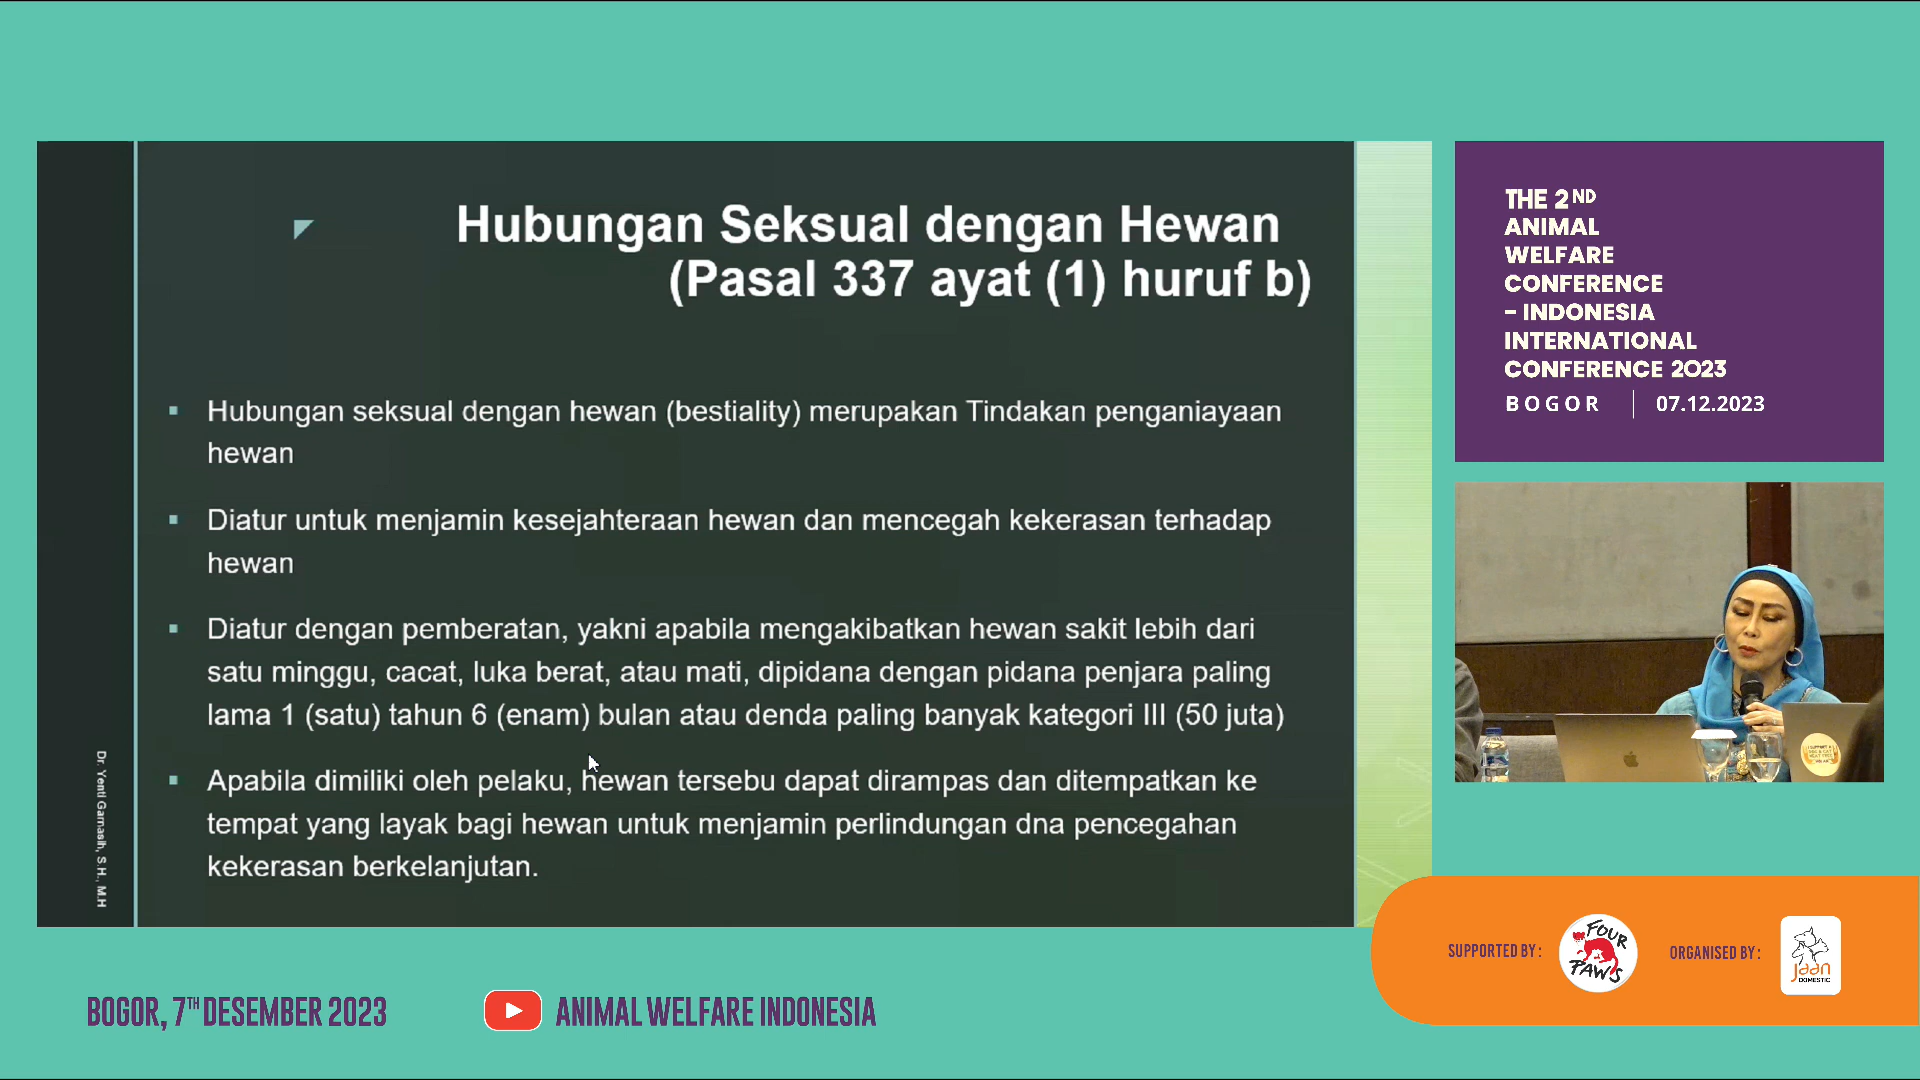 Hubungan Seksual dengan Hewan
(Pasal 337 ayat (1) huruf b)
Hubungan seksual dengan hewan (bestiality) merupakan Tindakan penganiayaan
hewan
Diatur untuk menjamin kesejahteraan hewan dan mencegah kekerasan terhadap
hewan
Diatur dengan pemberatan, yakni apabila mengakibatkan hewan sakit lebih dari
satu minggu, cacat, luka berat, atau mati, dipidana dengan pidana penjara paling
lama 1 (satu) tahun 6 (enam) bulan atau denda paling banyak kategori III (50 juta)
Apabila dimiliki oleh pelaku, hewan tersebu dapat dirampas dan ditempatkan ke
tempat yang layak bagi hewan untuk menjamin perlindungan dna pencegahan
kekerasan berkelanjutan.
Dr. Yenti Garnasih, S.H., M.H
THE 2ND
ANIMAL
WELFARE
CONFERENCE
– INDONESIA
INTERNATIONAL
CONFERENCE 2023
BOGOR | 07.12.2023
SUPPORTED BY :
FOUR
PAWS
ORGANISED BY :
jaan
DOMESTIC
BOGOR, 7TH DESEMBER 2023
ANIMAL WELFARE INDONESIA